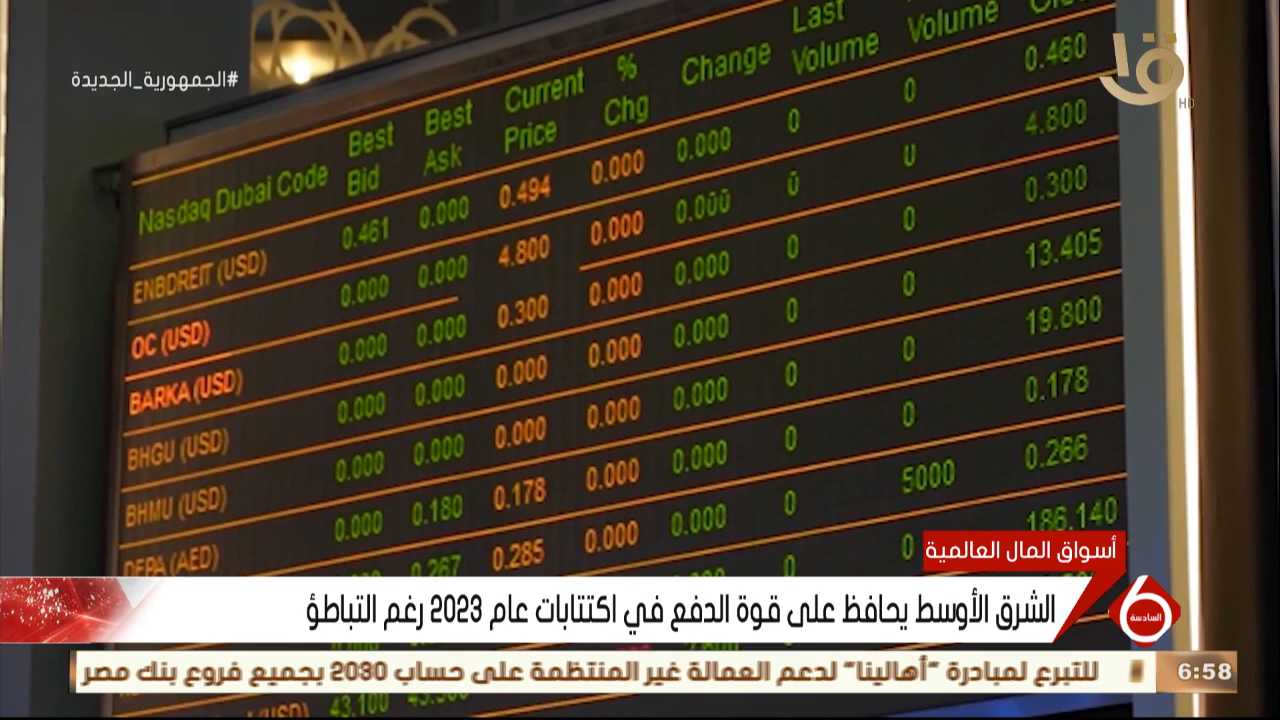 #الجمهورية_الجديدة
HD
Nasdaq Dubai Code Best Bid Best Ask Current Price % Chg Change Last Volume Volume
ENBDREIT (USD) 0.461 0.000 0.494 0.000 0.000 0 0 0.460
OC (USD) 0.000 0.000 4.800 0.000 0.000 0 0 4.800
BARKA (USD) 0.000 0.000 0.300 0.000 0.000 0 0 0.300
BHGU (USD) 0.000 0.000 0.000 0.000 0.000 0 0 13.405
BHMU (USD) 0.000 0.000 0.000 0.000 0.000 0 0 19.800
DEPA (AED) 0.000 0.180 0.178 0.000 0.000 0 0 0.178
0.267 0.285 0.000 0.000 0 5000 0.266
0 186.140
43.100
أسواق المال العالمية
الشرق الأوسط يحافظ على قوة الدفع في اكتتابات عام 2023 رغم التباطؤ
السادسة
للتبرع لمبادرة "أهالينا" لدعم العمالة غير المنتظمة على حساب 2030 بجميع فروع بنك مصر
6:58